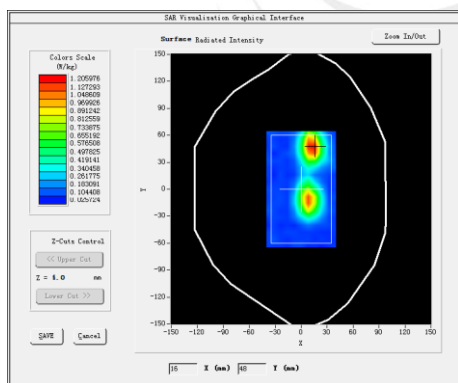 SAR Visualisation Graphical Interface
Surface Radiated Intensity
Zoom In/Out
Colors Scale
(W/kg)
1.205976
1.127293
1.048609
0.969926
0.891242
0.812559
0.733875
0.655192
0.576508
0.497825
0.419141
0.340458
0.261775
0.183091
0.104408
0.025724
Z-Cuts Control
<< Upper Cut
Z = mm
Lower Cut >>
SAVE
Cancel
150
120
90
60
30
0
-30
-60
-90
-120
-150
Y
-150 -120 -90 -60 -30 0 30 60 90 120 150
X
16 X (mm) 48 Y (mm)